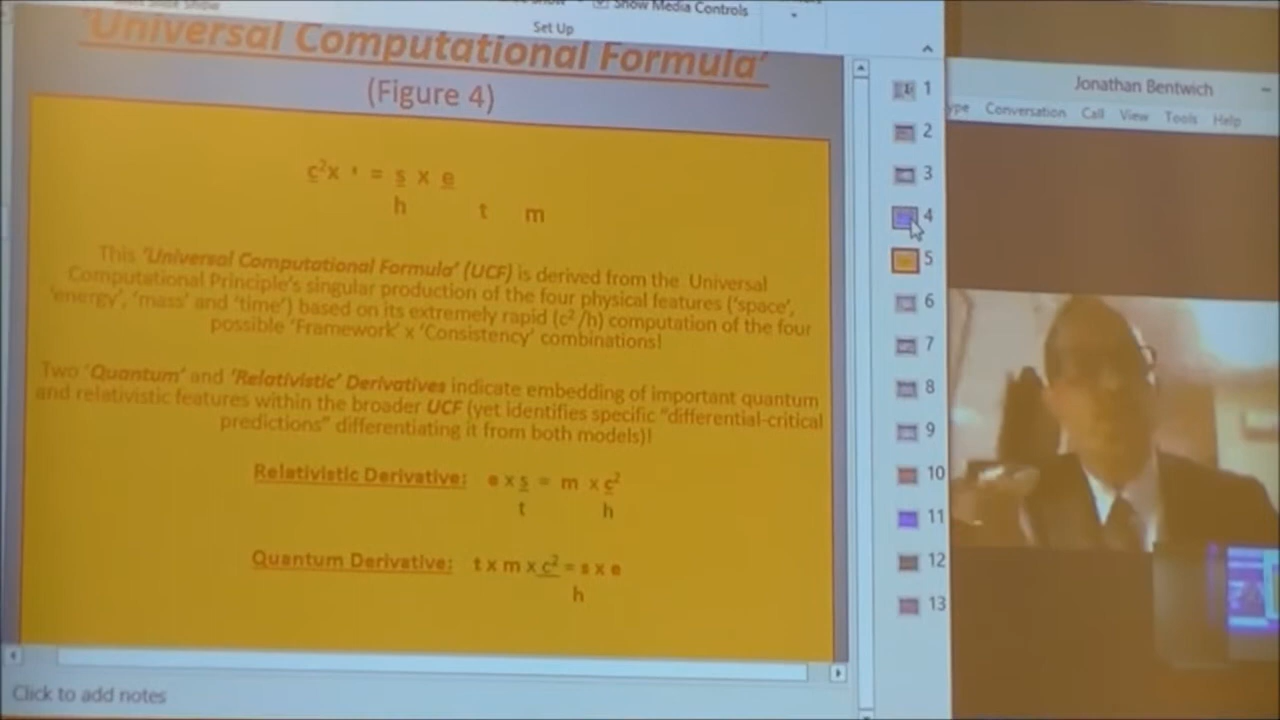 Show Media Controls
Set Up
'Universal Computational Formula'
(Figure 4)
c²x ' = s x e
h t m
This 'Universal Computational Formula' (UCF) is derived from the Universal
Computational Principle's singular production of the four physical features ('space',
'energy', 'mass' and 'time') based on its extremely rapid (c²/h) computation of the four
possible 'Framework' x 'Consistency' combinations!
Two 'Quantum' and 'Relativistic' Derivatives indicate embedding of important quantum
and relativistic features within the broader UCF (yet identifies specific "differential-critical
predictions" differentiating it from both models)!
Relativistic Derivative: e x s = m x c²
t h
Quantum Derivative: t x m x c² = s x e
h
Click to add notes
1
2
3
4
5
6
7
8
9
10
11
12
13
Jonathan Bentwich
Conversation Call View Tools Help